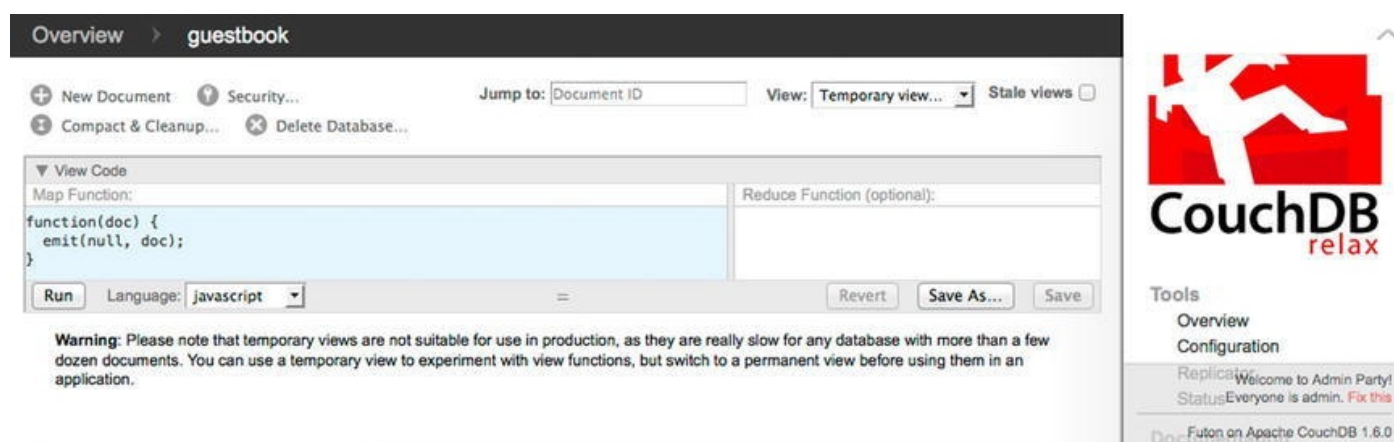 Overview guestbook
New Document Security... Jump to: Document ID View: Temporary view... Stale views
Compact & Cleanup... Delete Database...
View Code
Map Function: Reduce Function (optional):
function(doc) {
emit(null, doc);
}
Run Language: javascript = Revert Save As... Save
Warning: Please note that temporary views are not suitable for use in production, as they are really slow for any database with more than a few
dozen documents. You can use a temporary view to experiment with view functions, but switch to a permanent view before using them in an
application.
CouchDB
relax
Tools
Overview
Configuration
Replicator
Welcome to Admin Party!
Status
Everyone is admin. Fix this
Futon on Apache CouchDB 1.6.0